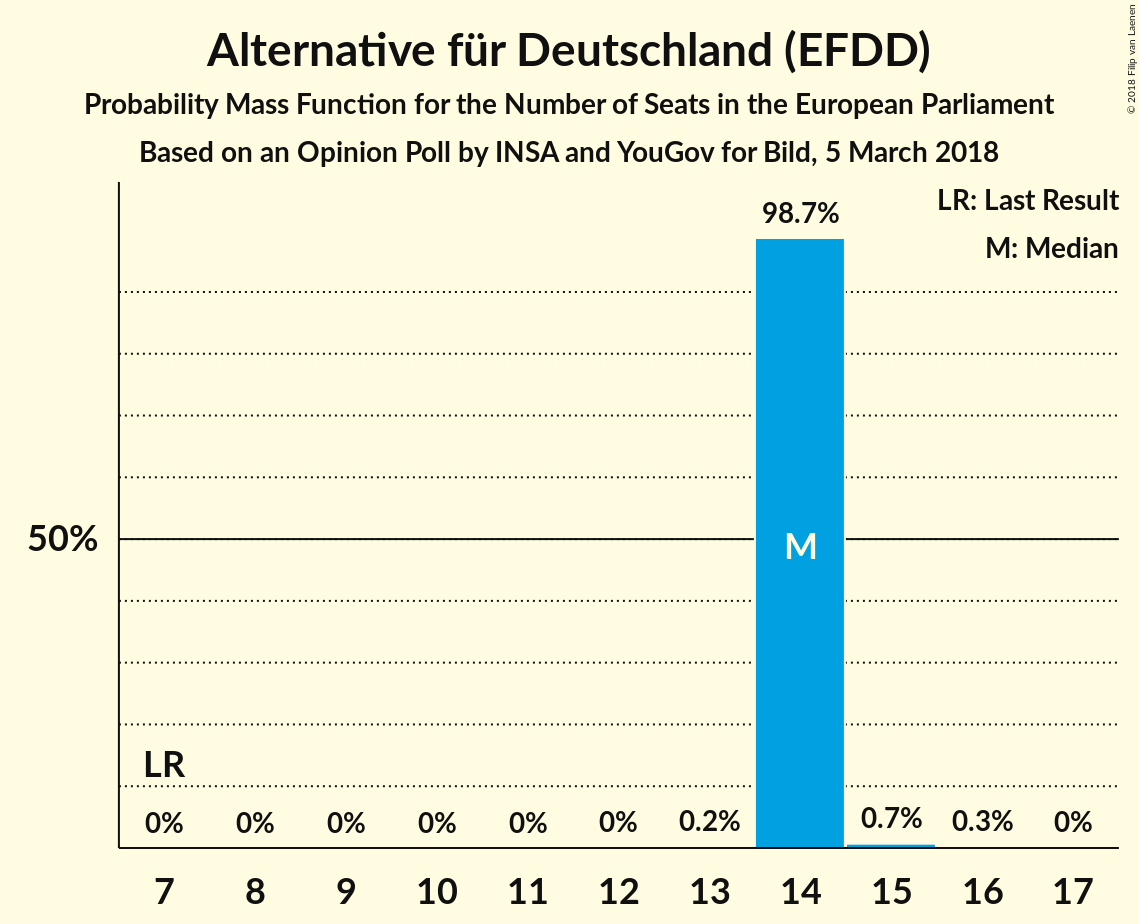 Alternative für Deutschland (EFDD)
Probability Mass Function for the Number of Seats in the European Parliament
Based on an Opinion Poll by INSA and YouGov for Bild, 5 March 2018
© 2018 Filip van Laenen
LR: Last Result
M: Median
98.7%
50%
M
LR
0% 0% 0% 0% 0% 0% 0.2% 0.7% 0.3% 0%
7 8 9 10 11 12 13 14 15 16 17